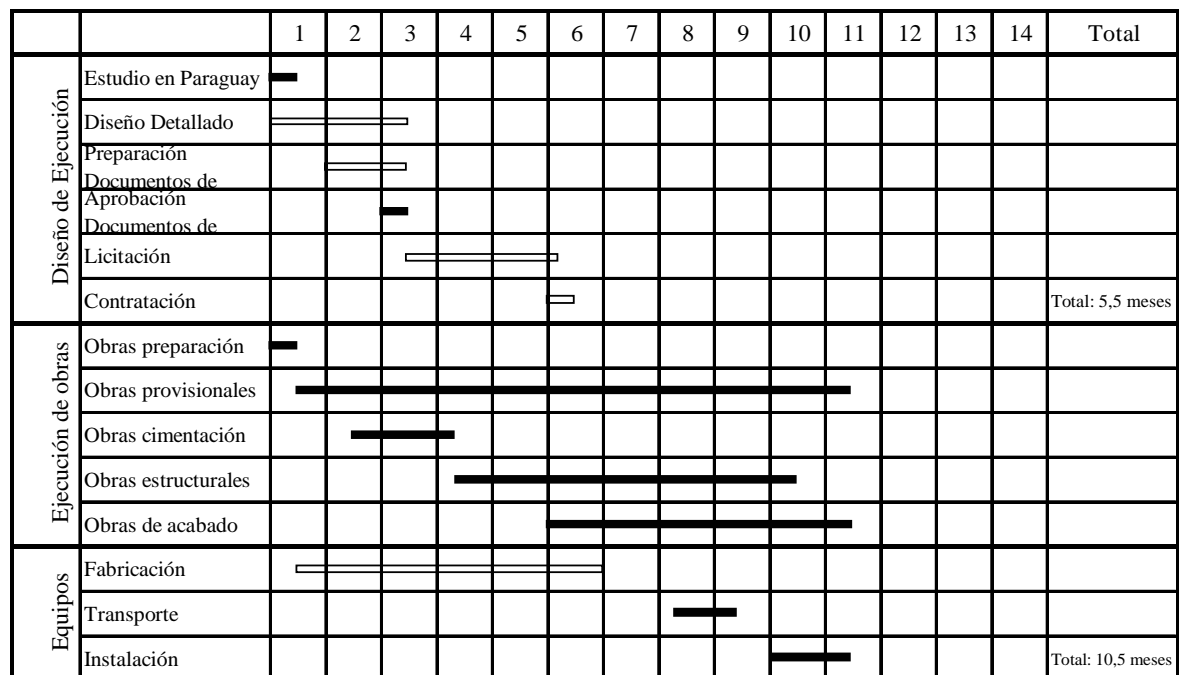 1 2 3 4 5 6 7 8 9 10 11 12 13 14 Total
Diseño de Ejecución
Estudio en Paraguay
Diseño Detallado
Preparación
Documentos de
Aprobación
Documentos de
Licitación
Contratación Total: 5,5 meses
Ejecución de obras
Obras preparación
Obras provisionales
Obras cimentación
Obras estructurales
Obras de acabado
Equipos
Fabricación
Transporte
Instalación Total: 10,5 meses